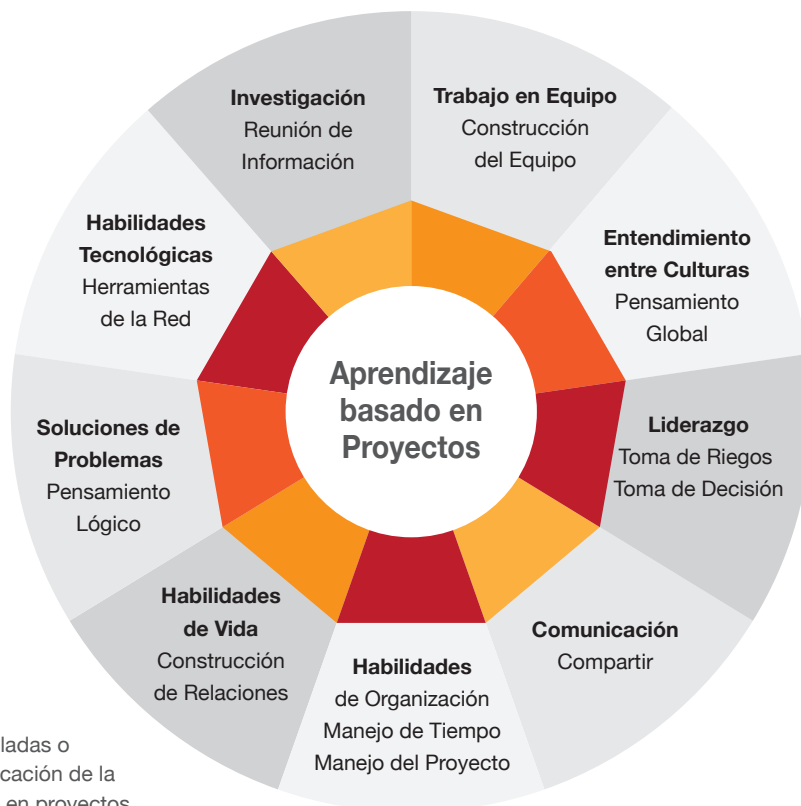 Aprendizaje
basado en
Proyectos
Trabajo en Equipo
Construcción
del Equipo
Entendimiento
entre Culturas
Pensamiento
Global
Liderazgo
Toma de Riegos
Toma de Decisión
Comunicación
Compartir
Habilidades
de Organización
Manejo de Tiempo
Manejo del Proyecto
Habilidades
de Vida
Construcción
de Relaciones
Soluciones de
Problemas
Pensamiento
Lógico
Habilidades
Tecnológicas
Herramientas
de la Red
Investigación
Reunión de
Información
ladas o
cación de la
en proyectos